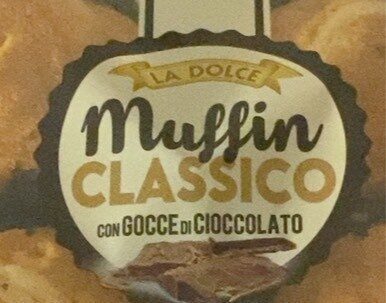 LA DOLCE
Muffin
CLASSICO
CON GOCCE DI CIOCCOLATO